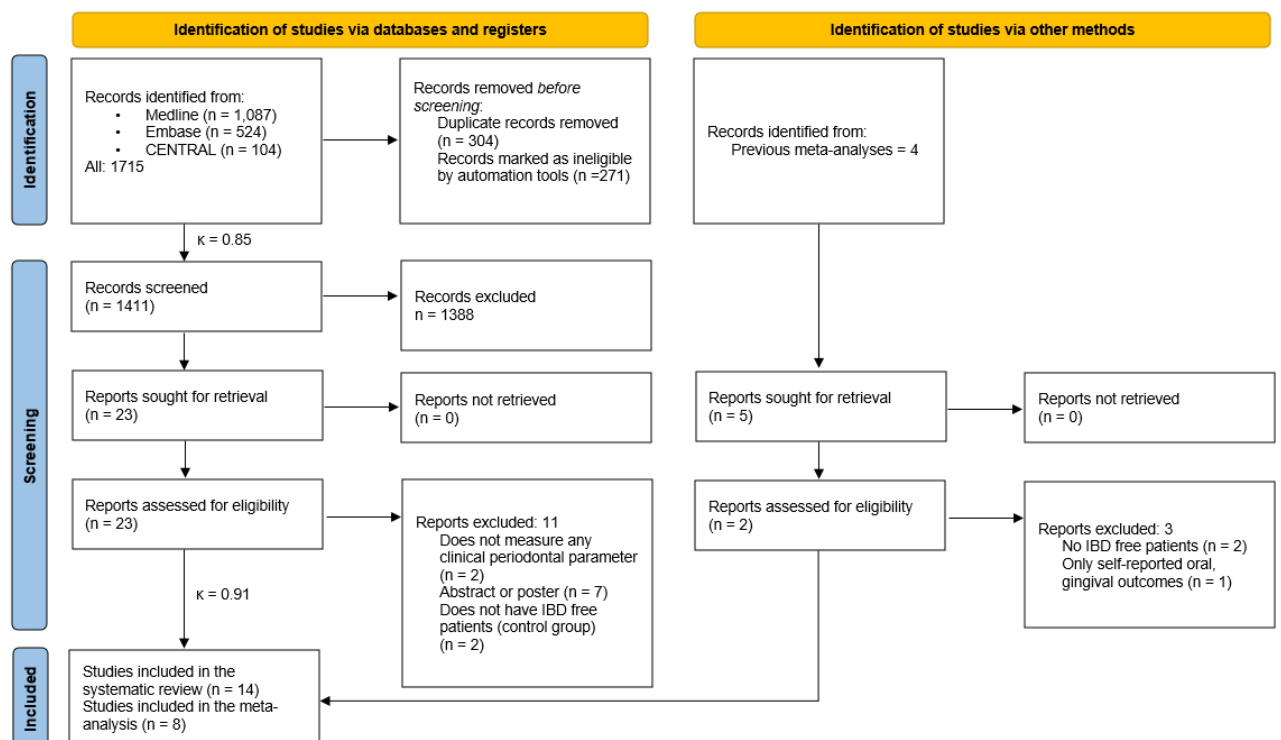 Identification of studies via databases and registers
Identification of studies via other methods
Identification
Records identified from:
• Medline (n = 1,087)
• Embase (n = 524)
• CENTRAL (n = 104)
All: 1715
Records removed before
screening:
Duplicate records removed
(n = 304)
Records marked as ineligible
by automation tools (n =271)
Records identified from:
Previous meta-analyses = 4
κ = 0.85
Screening
Records screened
(n = 1411)
Records excluded
n = 1388
Reports sought for retrieval
(n = 23)
Reports not retrieved
(n = 0)
Reports sought for retrieval
(n = 5)
Reports not retrieved
(n = 0)
Reports assessed for eligibility
(n = 23)
Reports excluded: 11
Does not measure any
clinical periodontal parameter
(n = 2)
Abstract or poster (n = 7)
Does not have IBD free
patients (control group)
(n = 2)
Reports assessed for eligibility
(n = 2)
Reports excluded: 3
No IBD free patients (n = 2)
Only self-reported oral,
gingival outcomes (n = 1)
κ = 0.91
Included
Studies included in the
systematic review (n = 14)
Studies included in the meta-
analysis (n = 8)